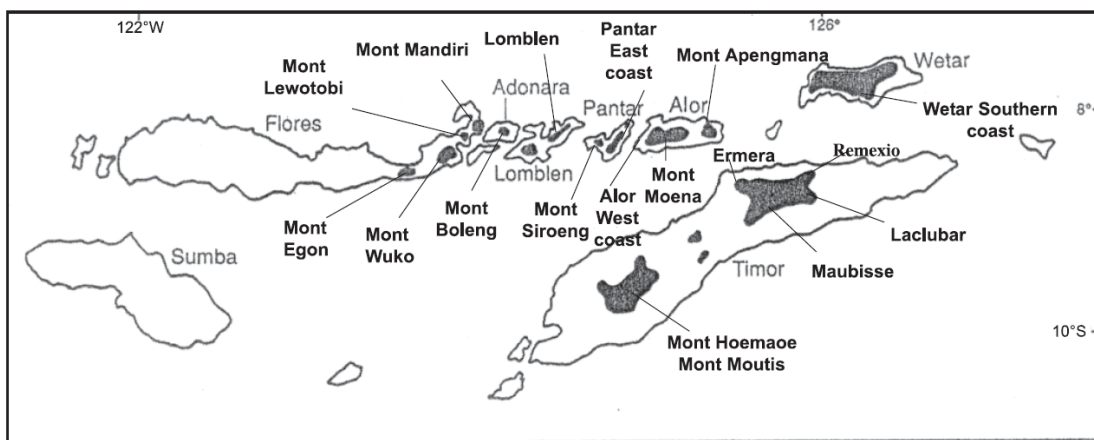 122°W
126°
Mont Mandiri
Lomblen
Pantar
East
coast
Mont Apengmana
Wetar
Mont
Lewotobi
Adonara
Pantar
Alor
Flores
Wetar Southern
coast
8°
Lomblen
Ermera
Remexio
Mont
Egon
Mont
Wuko
Mont
Boleng
Mont
Siroeng
Alor
West
coast
Mont
Moena
Laclubar
Maubisse
Sumba
Timor
10°S
Mont Hoemaoe
Mont Moutis